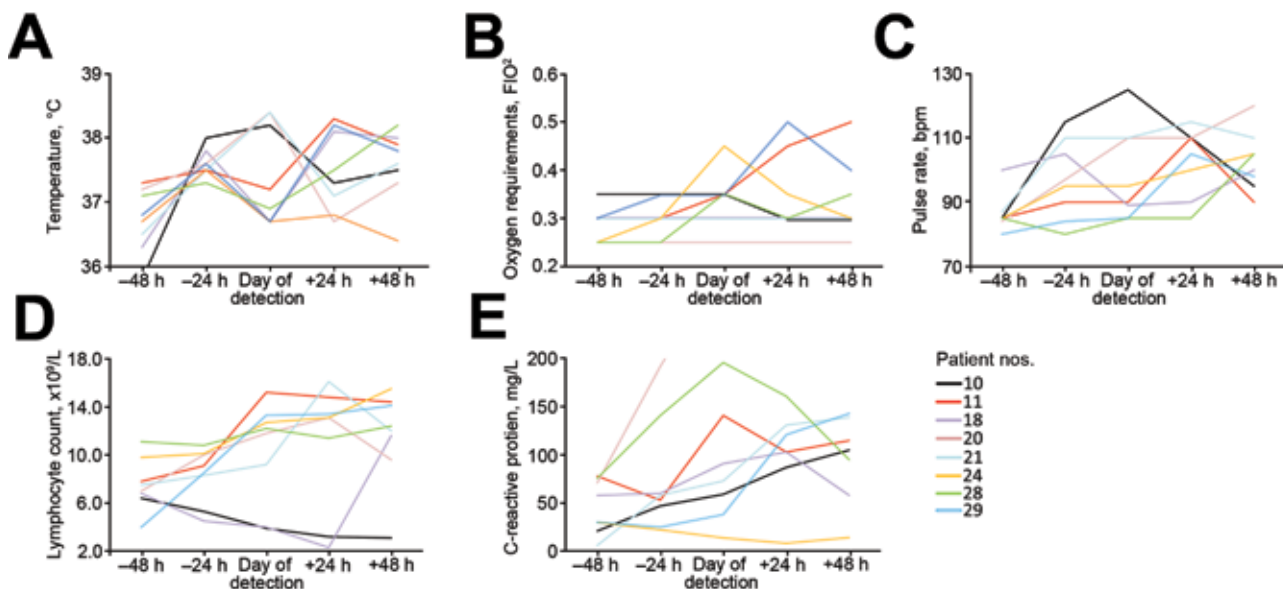 A
Temperature, °C
39
38
37
36
–48 h –24 h Day of +24 h +48 h
detection
B
Oxygen requirements, FIO²
0.6
0.5
0.4
0.3
0.2
–48 h –24 h Day of +24 h +48 h
detection
C
Pulse rate, bpm
130
110
90
70
–48 h –24 h Day of +24 h +48 h
detection
D
Lymphocyte count, x10⁹/L
18.0
14.0
10.0
6.0
2.0
–48 h –24 h Day of +24 h +48 h
detection
E
C-reactive protien, mg/L
200
150
100
50
0
–48 h –24 h Day of +24 h +48 h
detection
Patient nos.
10
11
18
20
21
24
28
29